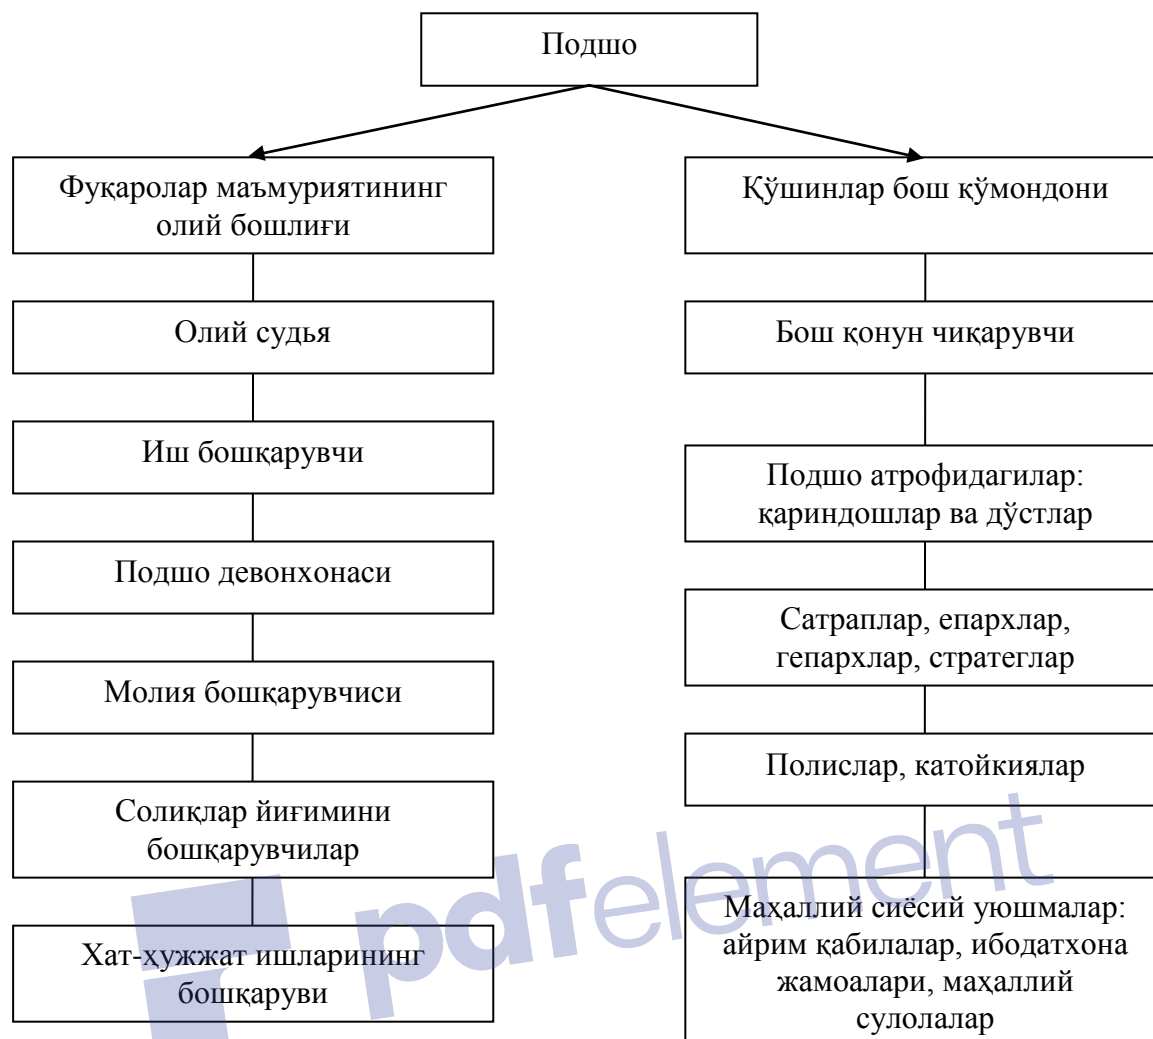 Подшо
Фуқаролар маъмуриятининг
олий бошлиғи
Олий судья
Иш бошқарувчи
Подшо девонхонаси
Молия бошқарувчиси
Солиқлар йиғимини
бошқарувчилар
Хат-ҳужжат ишларининг
бошқаруви
Қўшинлар бош қўмондони
Бош қонун чиқарувчи
Подшо атрофидагилар:
қариндошлар ва дўстлар
Сатраплар, епархлар,
гепархлар, стратеглар
Полислар, катойкиялар
Маҳаллий сиёсий уюшмалар:
айрим қабилалар, ибодатхона
жамоалари, маҳаллий
сулолалар
pdfelement